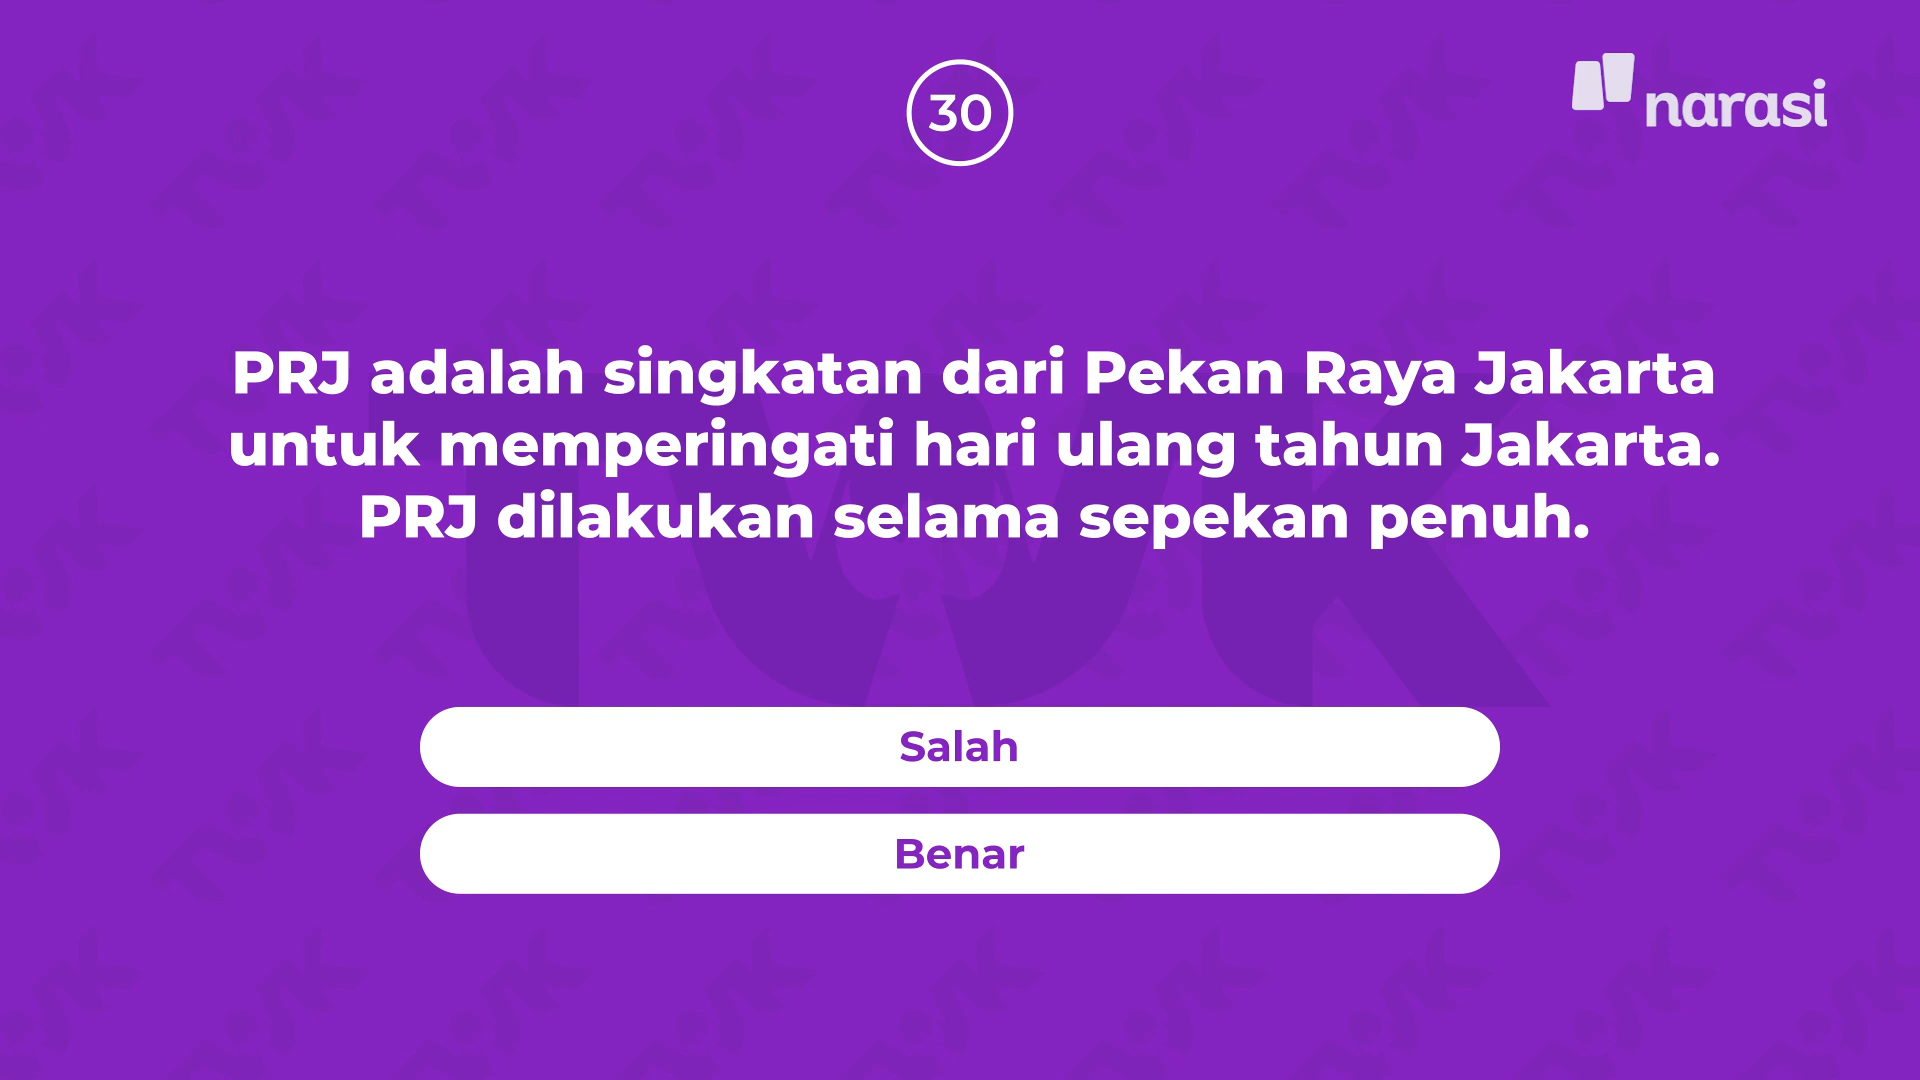 30
narasi
PRJ adalah singkatan dari Pekan Raya Jakarta
untuk memperingati hari ulang tahun Jakarta.
PRJ dilakukan selama sepekan penuh.
TWK
Salah
Benar